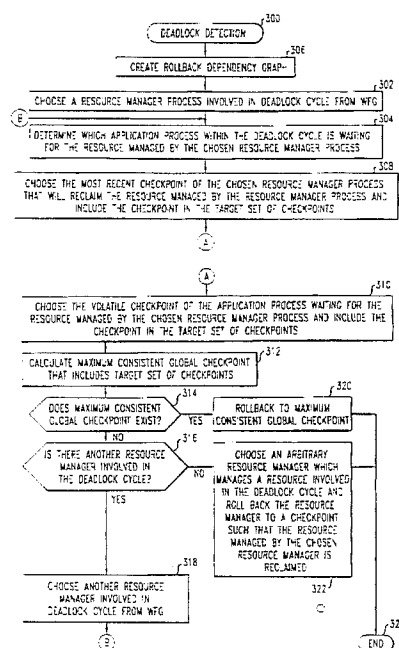 300
DEADLOCK DETECTION
306
CREATE ROLLBACK DEPENDENCY GRAPH
302
CHOOSE A RESOURCE MANAGER PROCESS INVOLVED IN DEADLOCK CYCLE FROM WFG
B
304
DETERMINE WHICH APPLICATION PROCESS WITHIN THE DEADLOCK CYCLE IS WAITING
FOR THE RESOURCE MANAGED BY THE CHOSEN RESOURCE MANAGER PROCESS
308
CHOOSE THE MOST RECENT CHECKPOINT OF THE CHOSEN RESOURCE MANAGER PROCESS
THAT WILL RECLAIM THE RESOURCE MANAGED BY THE RESOURCE MANAGER PROCESS AND
INCLUDE THE CHECKPOINT IN THE TARGET SET OF CHECKPOINTS
A
A
310
CHOOSE THE VOLATILE CHECKPOINT OF THE APPLICATION PROCESS WAITING FOR THE
RESOURCE MANAGED BY THE CHOSEN RESOURCE MANAGER PROCESS AND INCLUDE THE
CHECKPOINT IN THE TARGET SET OF CHECKPOINTS
312
CALCULATE MAXIMUM CONSISTENT GLOBAL CHECKPOINT
THAT INCLUDES TARGET SET OF CHECKPOINTS
314
DOES MAXIMUM CONSISTENT
GLOBAL CHECKPOINT EXIST?
YES
320
ROLLBACK TO MAXIMUM
CONSISTENT GLOBAL CHECKPOINT
NO
316
IS THERE ANOTHER RESOURCE
MANAGER INVOLVED IN
THE DEADLOCK CYCLE?
NO
YES
CHOOSE AN ARBITRARY
RESOURCE MANAGER WHICH
MANAGES A RESOURCE INVOLVED
IN THE DEADLOCK CYCLE AND
ROLL BACK THE RESOURCE
MANAGER TO A CHECKPOINT
SUCH THAT THE RESOURCE
MANAGED BY THE CHOSEN
RESOURCE MANAGER IS
RECLAIMED
322
318
CHOOSE ANOTHER RESOURCE
MANAGER INVOLVED IN
DEADLOCK CYCLE FROM WFG
B
END